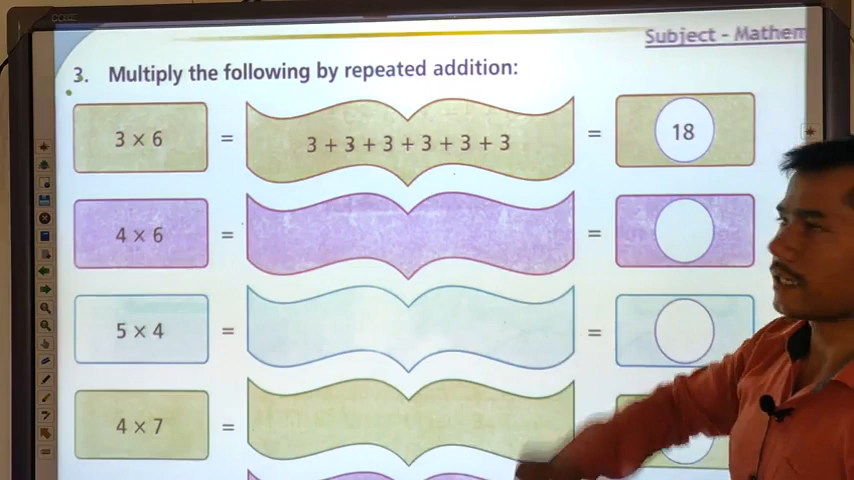 Subject - Mathem
3. Multiply the following by repeated addition:
3 × 6 = 3 + 3 + 3 + 3 + 3 + 3 = 18
4 × 6 = =
5 × 4 = =
4 × 7 =